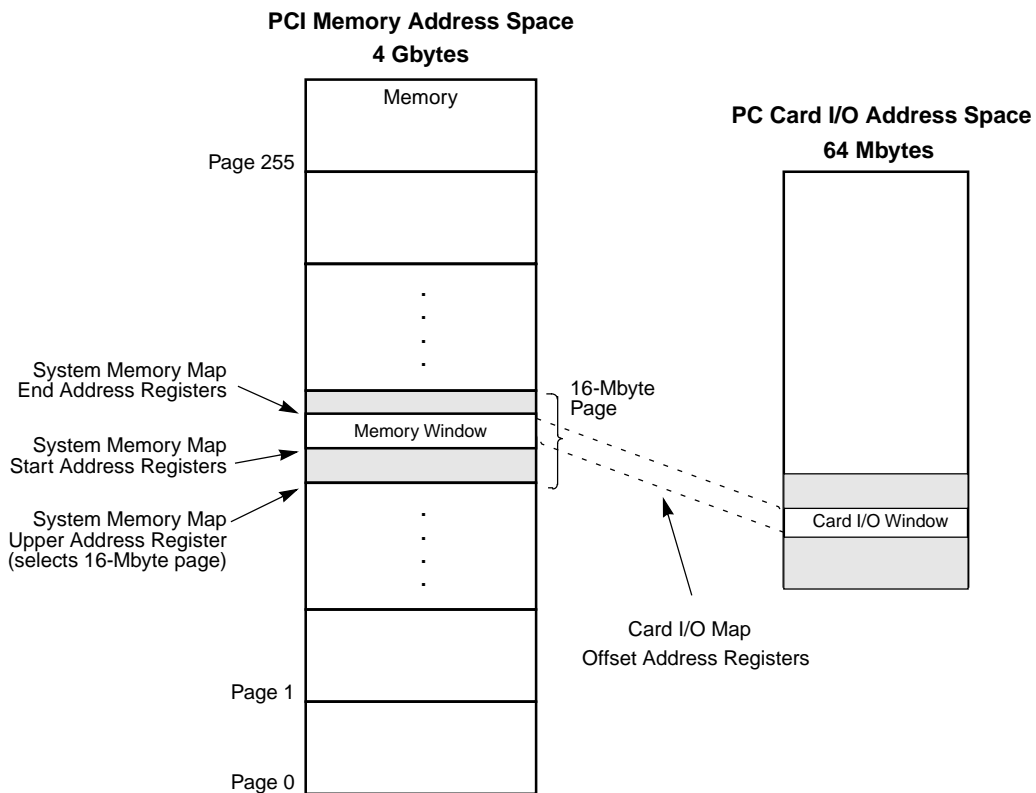 PCI Memory Address Space
4 Gbytes
Memory
Page 255
PC Card I/O Address Space
64 Mbytes
System Memory Map
End Address Registers
16-Mbyte
Page
Memory Window
System Memory Map
Start Address Registers
System Memory Map
Upper Address Register
(selects 16-Mbyte page)
Card I/O Window
Card I/O Map
Offset Address Registers
Page 1
Page 0